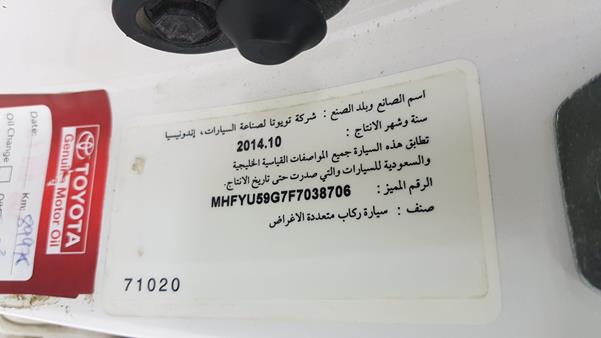 اسم الصانع وبلد الصنع : شركة تويوتا لصناعة السيارات، إندونيسيا
سنة وشهر الانتاج : 2014.10
تطابق هذه السيارة جميع المواصفات القياسية الخليجية
والسعودية للسيارات والتي صدرت حتى تاريخ الانتاج.
الرقم المميز : MHFYU59G7F7038706
صنف : سيارة ركاب متعددة الاغراض
71020
TOYOTA
Genuine Motor Oil
Date:
Km:
Oil Change